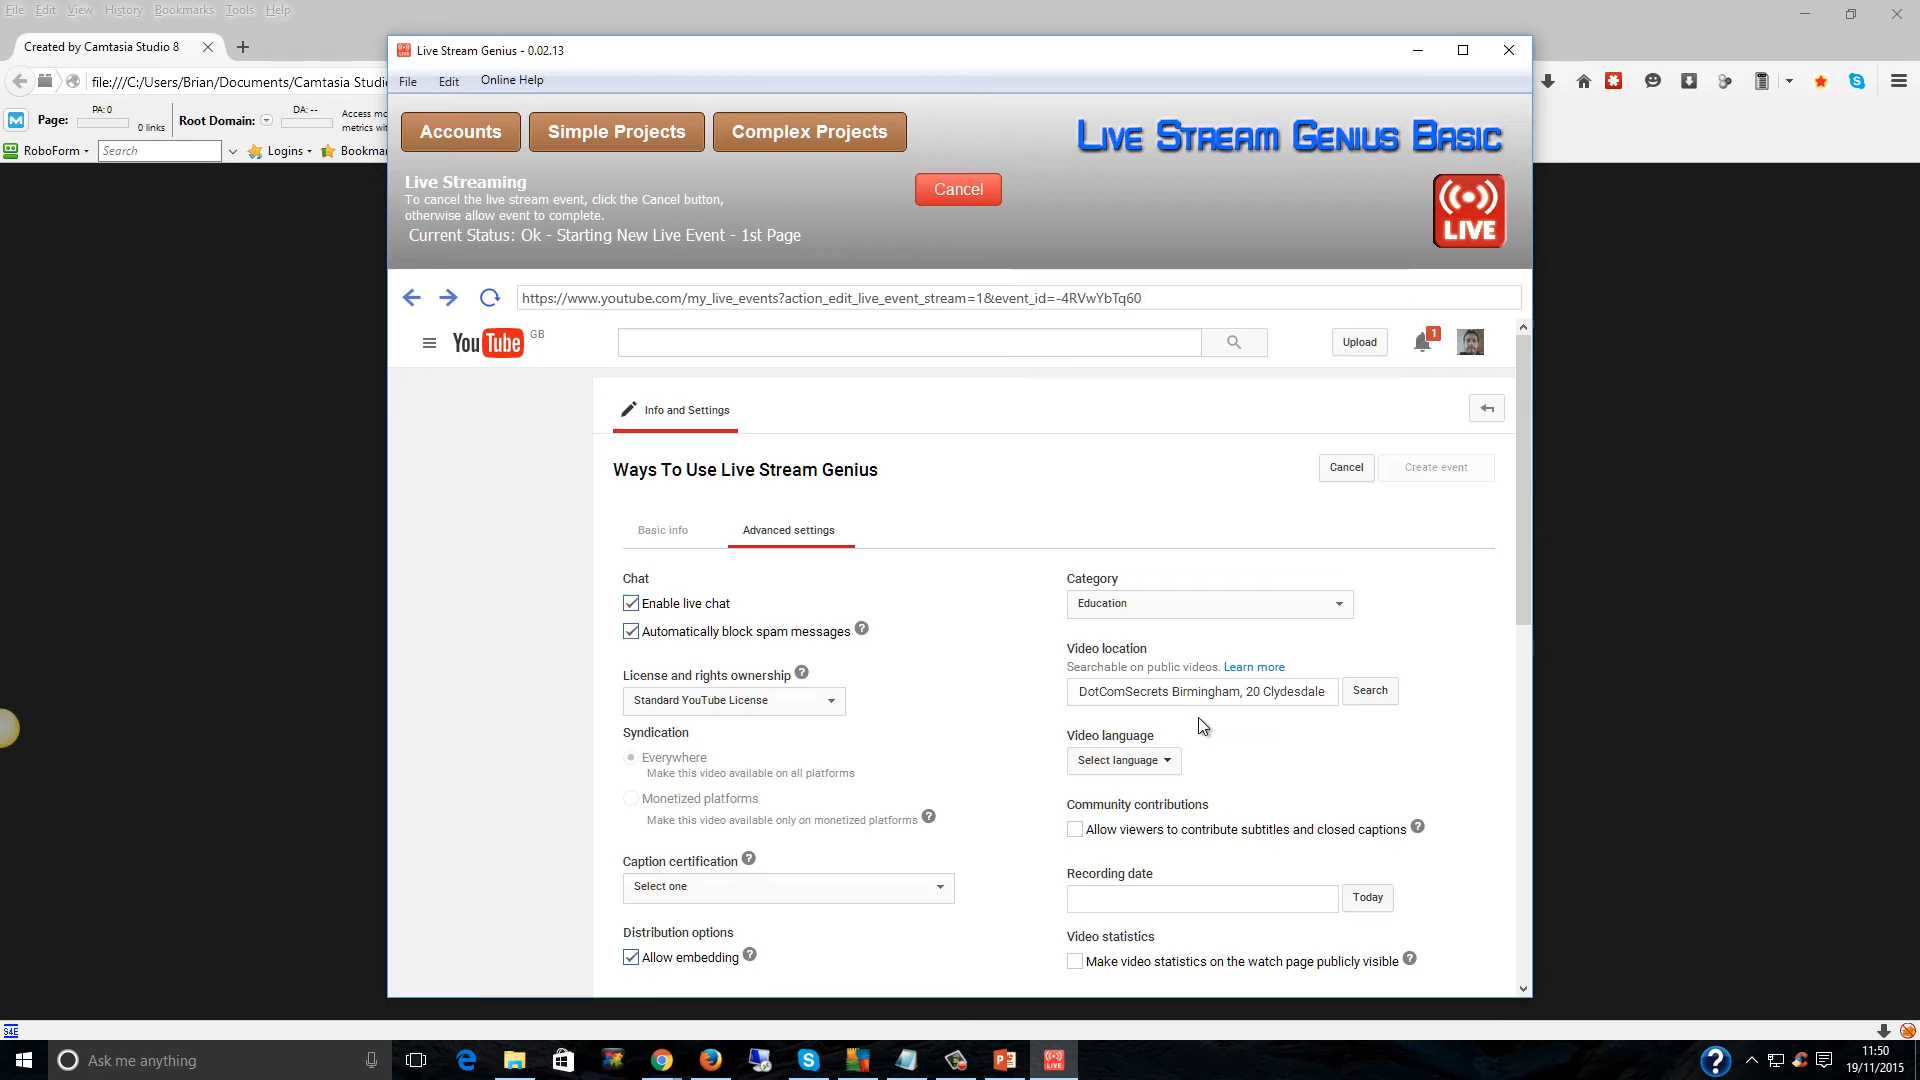 File Edit View History Bookmarks Tools Help
Created by Camtasia Studio 8
file:///C:/Users/Brian/Documents/Camtasia Studio
Page: PA: 0 0 links Root Domain: DA: --
RoboForm Search Logins
Live Stream Genius - 0.02.13
File Edit Online Help
Accounts Simple Projects Complex Projects
Live Stream Genius Basic
Live Streaming
To cancel the live stream event, click the Cancel button,
otherwise allow event to complete.
Cancel
Current Status: Ok - Starting New Live Event - 1st Page
LIVE
https://www.youtube.com/my_live_events?action_edit_live_event_stream=1&event_id=-4RVwYbTq60
YouTube GB
Upload
1
Info and Settings
Ways To Use Live Stream Genius
Cancel Create event
Basic info Advanced settings
Chat
Enable live chat
Automatically block spam messages ?
License and rights ownership ?
Standard YouTube License
Syndication
Everywhere
Make this video available on all platforms
Monetized platforms
Make this video available only on monetized platforms ?
Caption certification ?
Select one
Distribution options
Allow embedding ?
Category
Education
Video location
Searchable on public videos. Learn more
DotComSecrets Birmingham, 20 Clydesdale Search
Video language
Select language
Community contributions
Allow viewers to contribute subtitles and closed captions ?
Recording date
Today
Video statistics
Make video statistics on the watch page publicly visible ?
S4E
Ask me anything
LIVE
11:50
19/11/2015